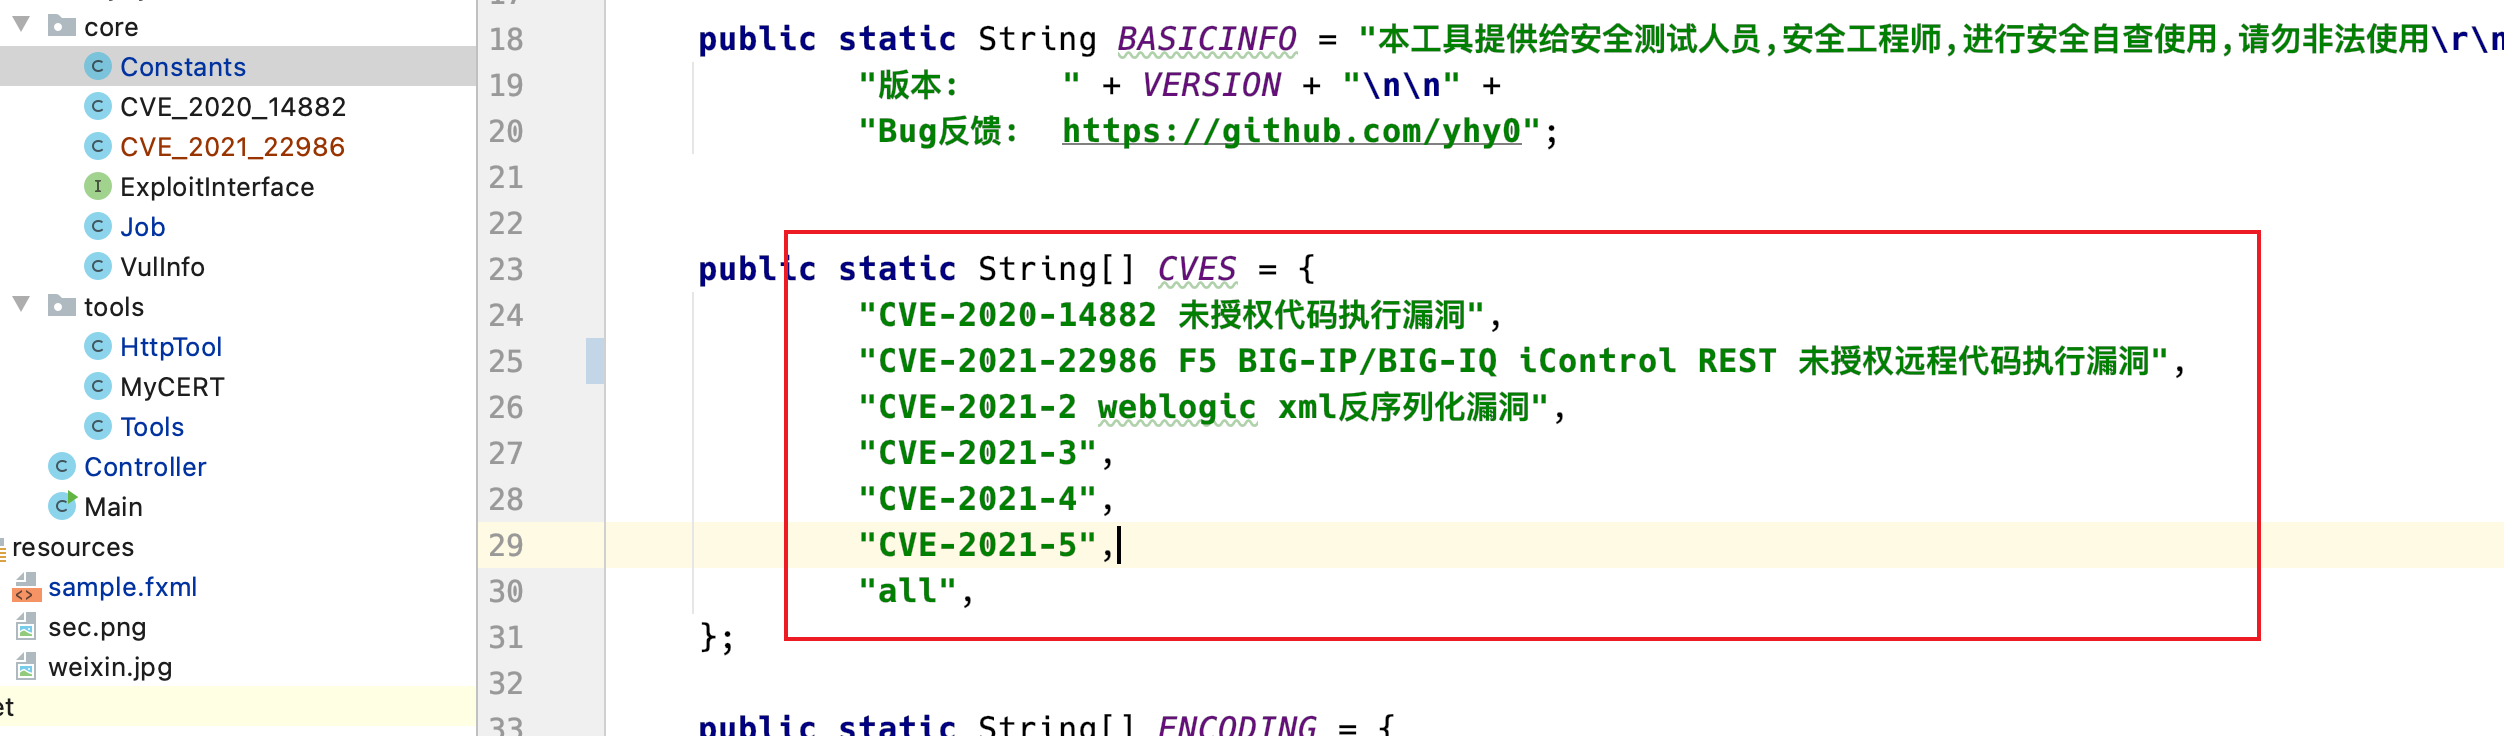 core
Constants
CVE_2020_14882
CVE_2021_22986
ExploitInterface
Job
VulInfo
tools
HttpTool
MyCERT
Tools
Controller
Main
resources
sample.fxml
sec.png
weixin.jpg
et
18 public static String BASICINFO = "本工具提供给安全测试人员,安全工程师,进行安全自查使用,请勿非法使用\r\n
19 "版本:     " + VERSION + "\n\n" +
20 "Bug反馈:  https://github.com/yhy0";
21
22
23 public static String[] CVES = {
24 "CVE-2020-14882 未授权代码执行漏洞",
25 "CVE-2021-22986 F5 BIG-IP/BIG-IQ iControl REST 未授权远程代码执行漏洞",
26 "CVE-2021-2 weblogic xml反序列化漏洞",
27 "CVE-2021-3",
28 "CVE-2021-4",
29 "CVE-2021-5",
30 "all",
31 };
32
33 public static String[] ENCODING = {